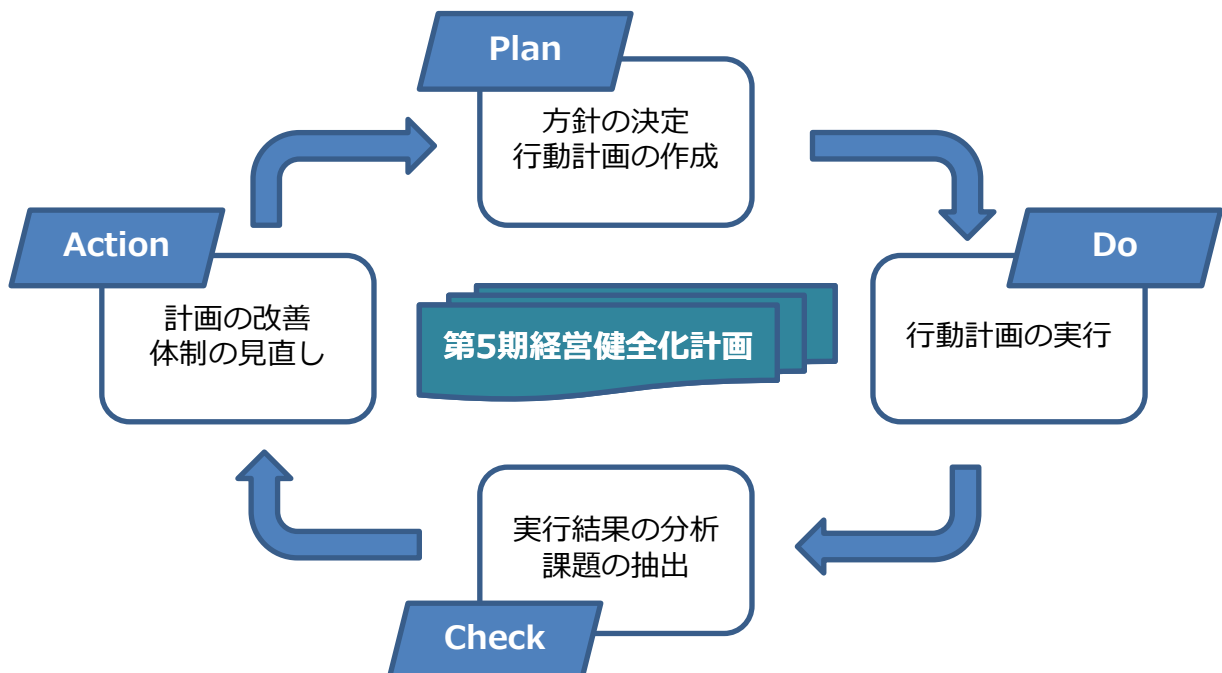 Plan
方針の決定
行動計画の作成
Do
行動計画の実行
Check
実行結果の分析
課題の抽出
Action
計画の改善
体制の見直し
第5期経営健全化計画